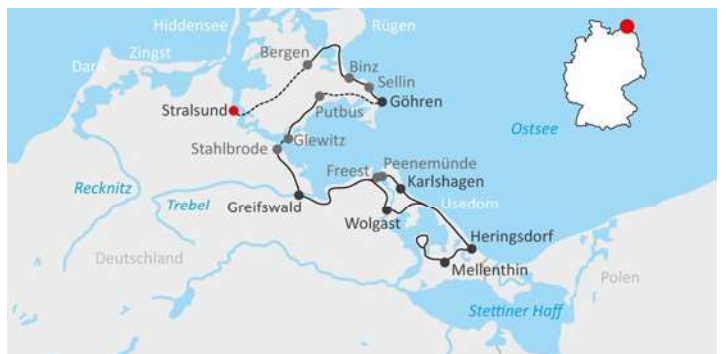 Hiddensee
Rügen
Zingst
Darß
Bergen
Binz
Sellin
Göhren
Stralsund
Putbus
Glewitz
Stahlbrode
Ostsee
Recknitz
Trebel
Freest
Peenemünde
Karlshagen
Greifswald
Usedom
Wolgast
Heringsdorf
Deutschland
Mellenthin
Polen
Stettiner Haff